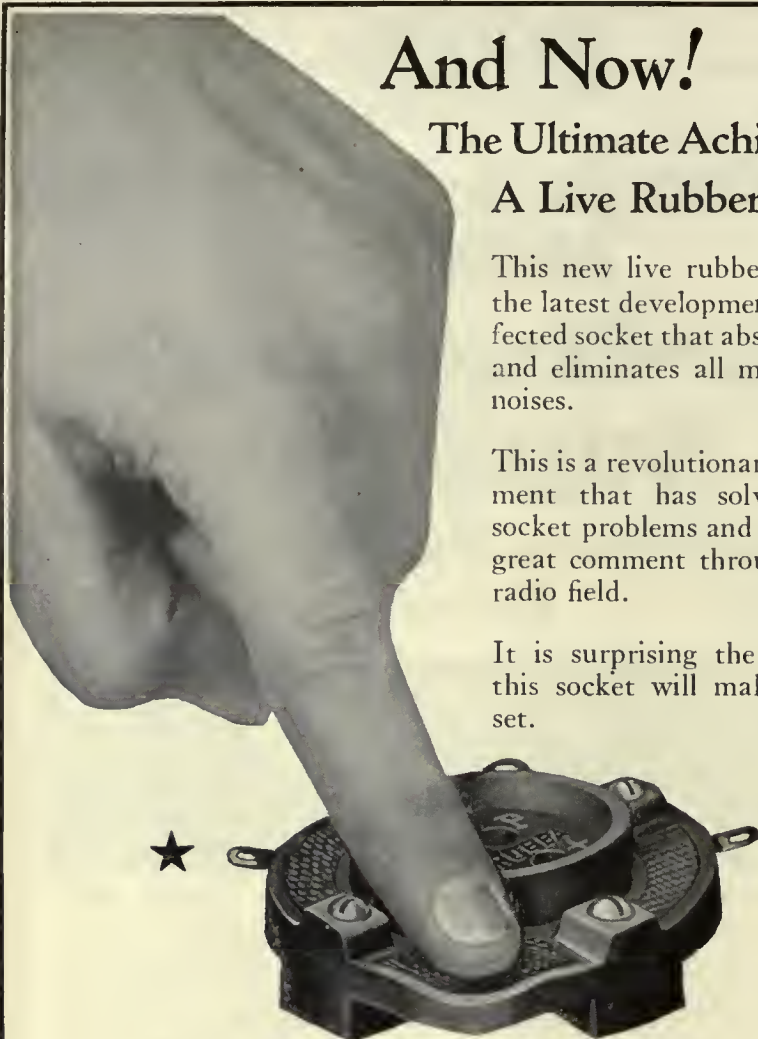 And Now!
The Ultimate Achi
A Live Rubber
This new live rubbe
the latest developmen
fected socket that abs
and eliminates all m
noises.
This is a revolutionar
ment that has solv
socket problems and
great comment throu
radio field.
It is surprising the
this socket will mak
set.
P